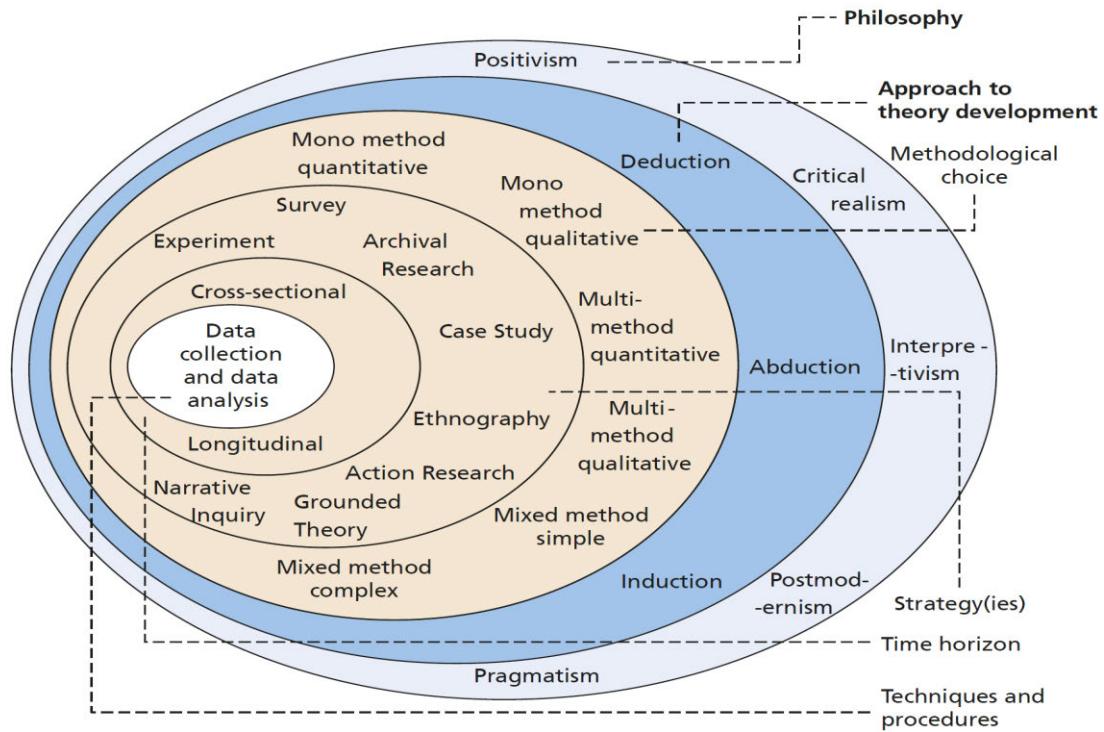 Philosophy
Positivism
Approach to
theory development
Mono method
quantitative
Deduction
Methodological
choice
Critical
realism
Mono
method
qualitative
Survey
Experiment
Archival
Research
Cross-sectional
Multi-
method
quantitative
Data
collection
and data
analysis
Case Study
Interpre -
-tivism
Abduction
Ethnography
Multi-
method
qualitative
Longitudinal
Action Research
Narrative
Inquiry
Grounded
Theory
Mixed method
simple
Mixed method
complex
Induction
Postmod-
-ernism
Strategy(ies)
Time horizon
Pragmatism
Techniques and
procedures